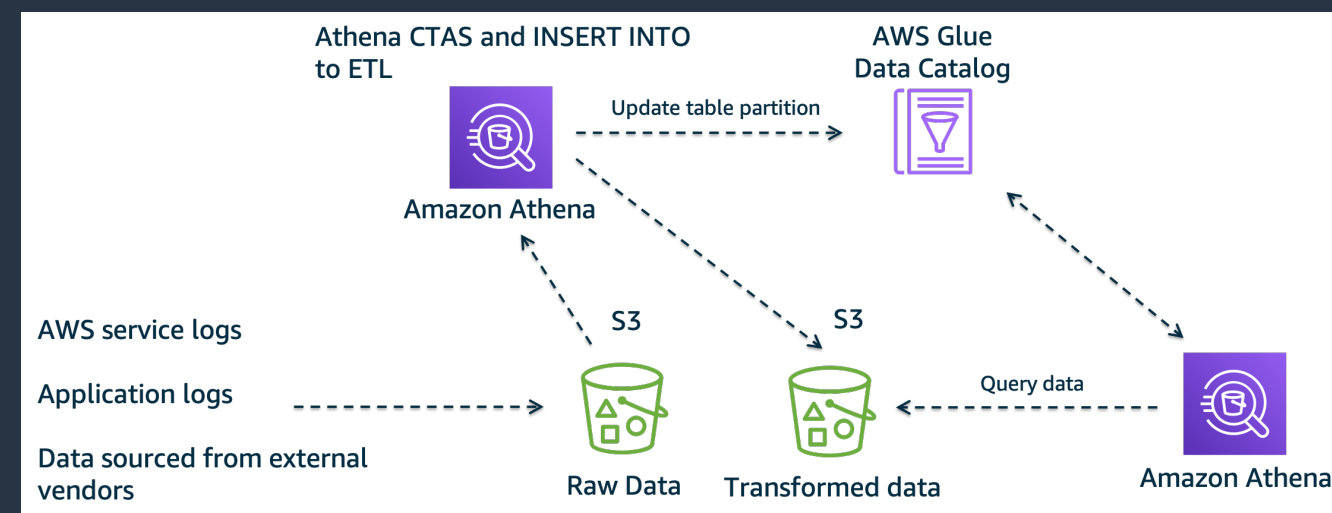 Athena CTAS and INSERT INTO
to ETL
AWS Glue
Data Catalog
Update table partition
Amazon Athena
S3
S3
AWS service logs
Application logs
Data sourced from external
vendors
Query data
Raw Data
Transformed data
Amazon Athena